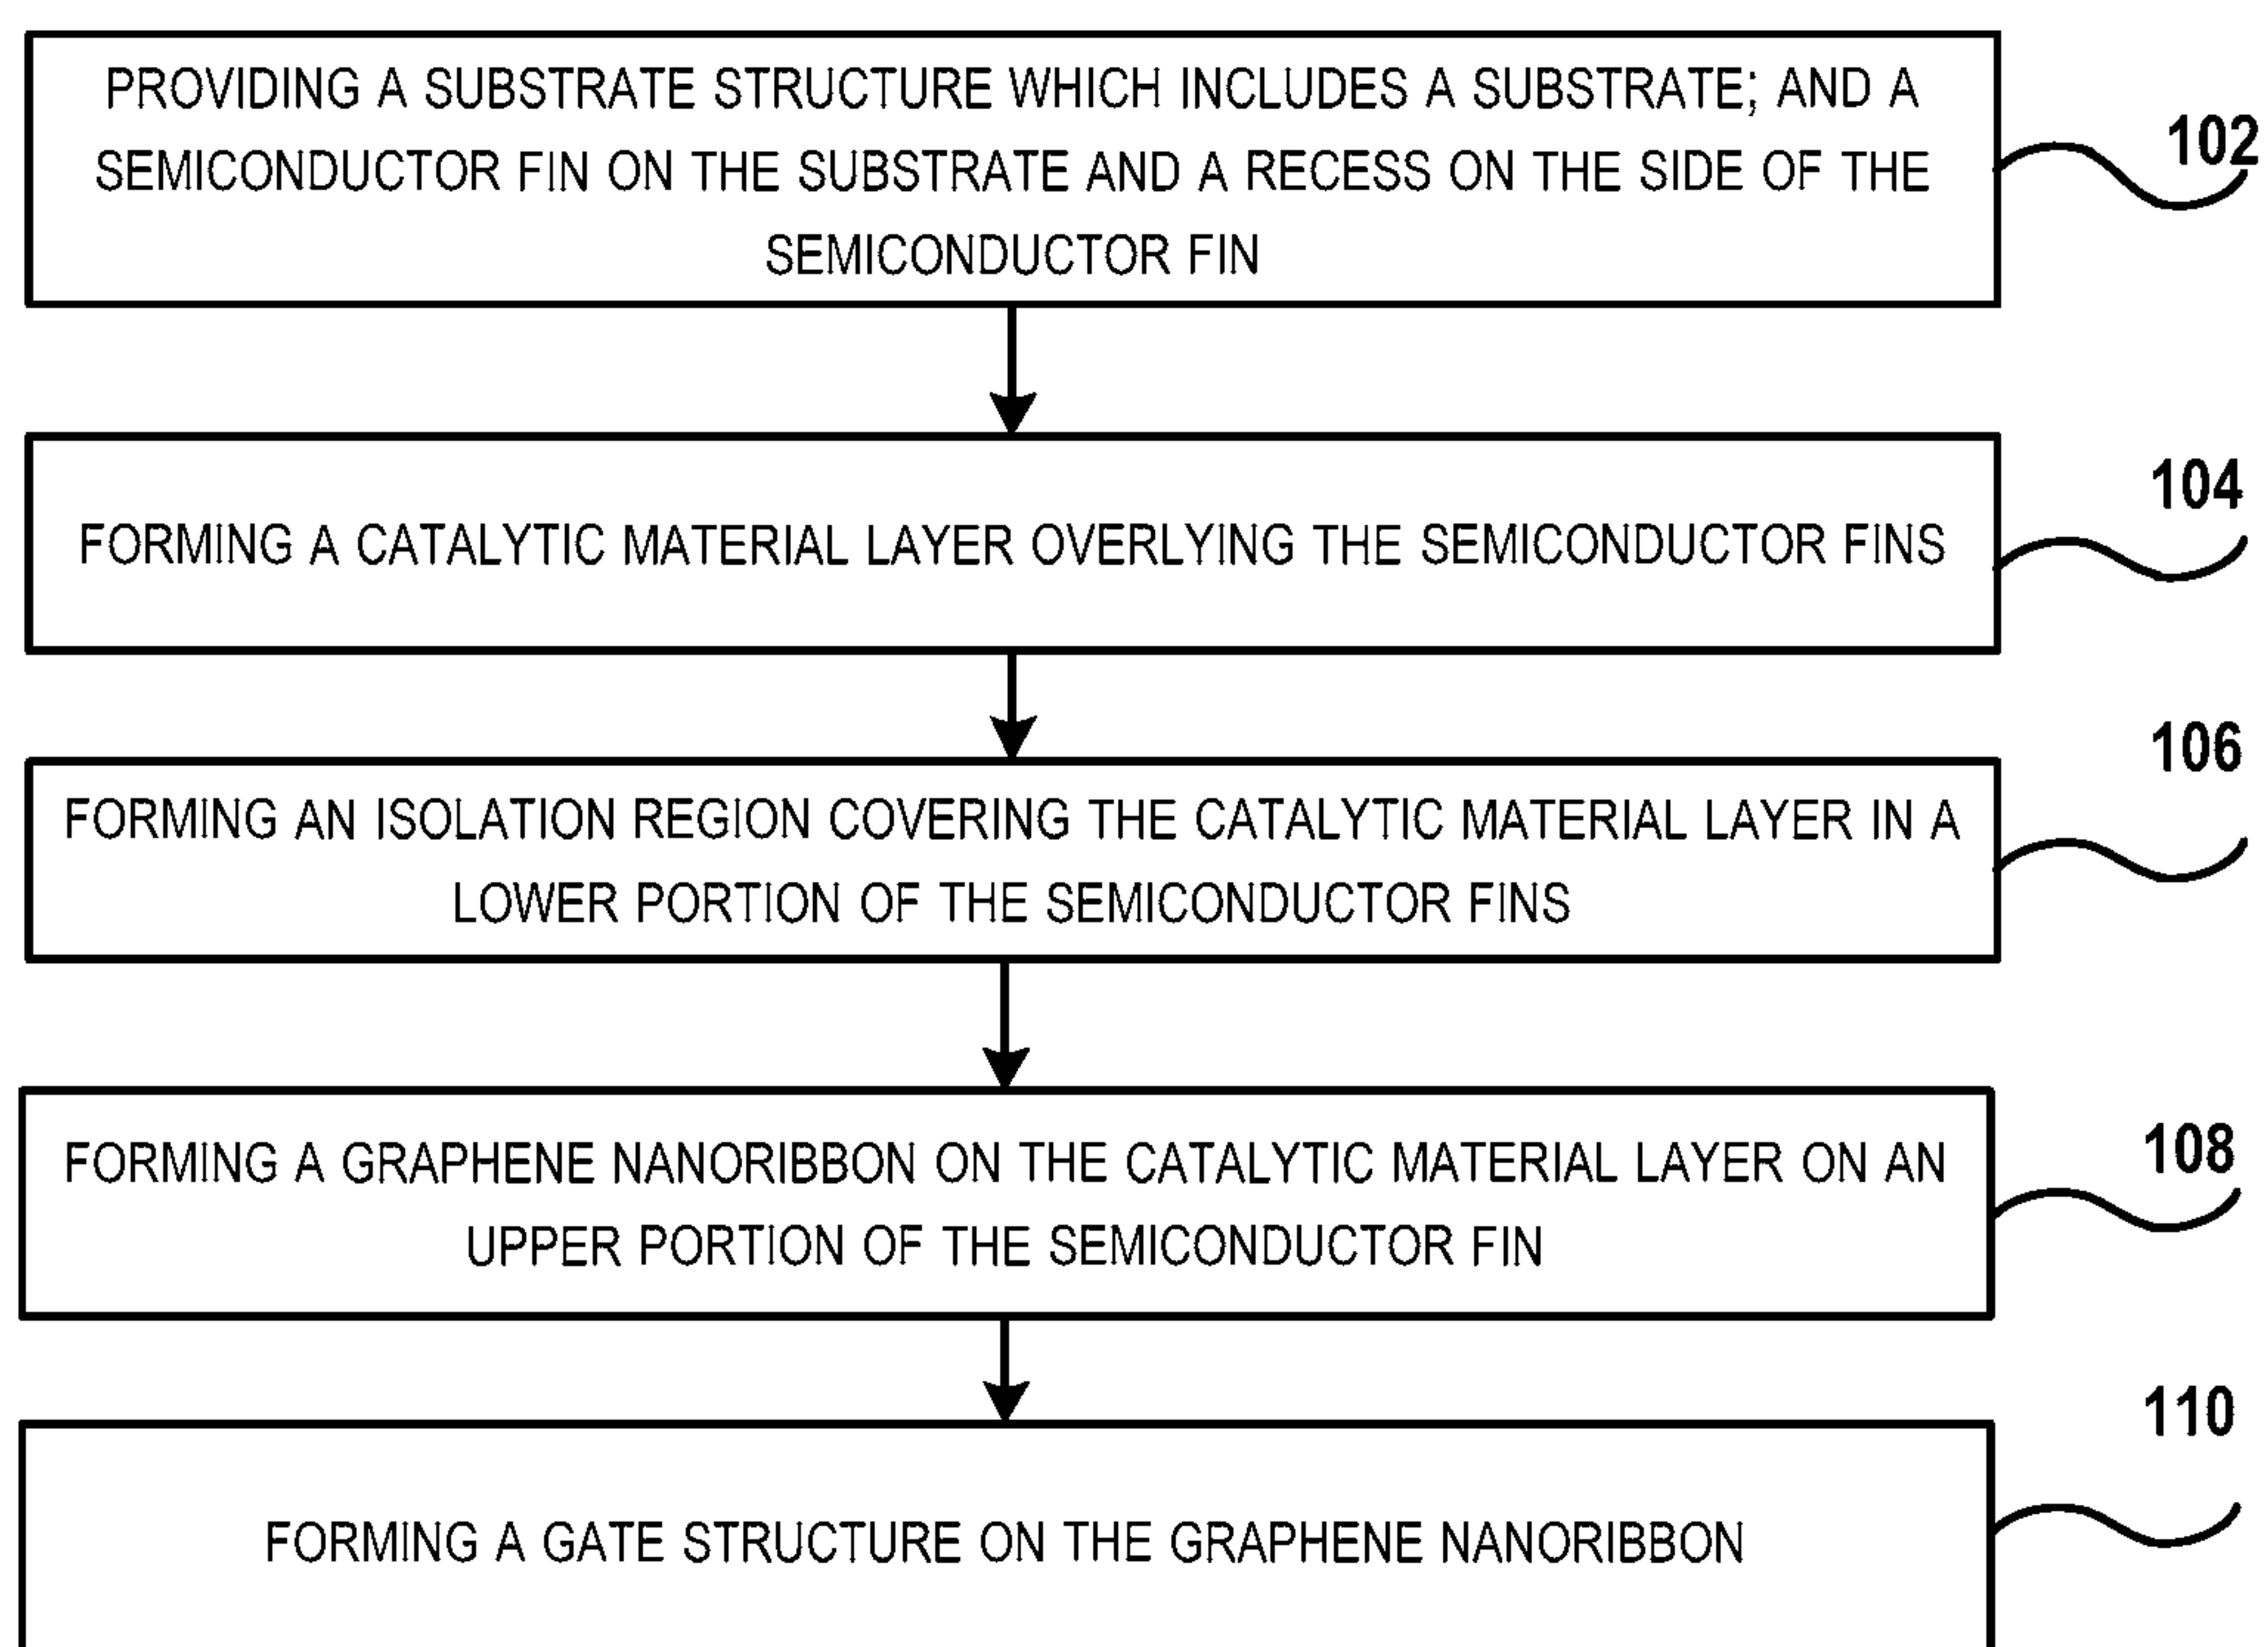 PROVIDING A SUBSTRATE STRUCTURE WHICH INCLUDES A SUBSTRATE; AND A
SEMICONDUCTOR FIN ON THE SUBSTRATE AND A RECESS ON THE SIDE OF THE
SEMICONDUCTOR FIN
102
FORMING A CATALYTIC MATERIAL LAYER OVERLYING THE SEMICONDUCTOR FINS
104
FORMING AN ISOLATION REGION COVERING THE CATALYTIC MATERIAL LAYER IN A
LOWER PORTION OF THE SEMICONDUCTOR FINS
106
FORMING A GRAPHENE NANORIBBON ON THE CATALYTIC MATERIAL LAYER ON AN
UPPER PORTION OF THE SEMICONDUCTOR FIN
108
FORMING A GATE STRUCTURE ON THE GRAPHENE NANORIBBON
110